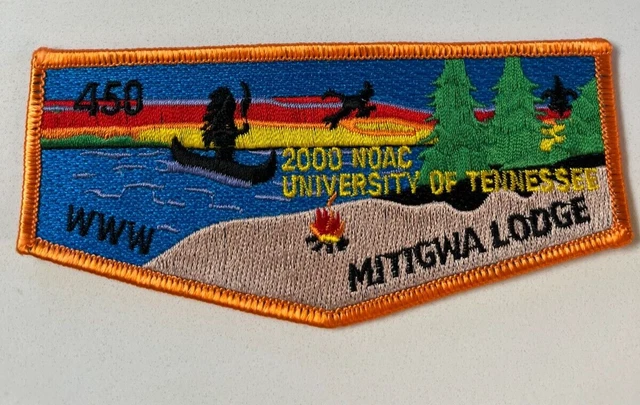 450
2000 NOAC
UNIVERSITY OF TENNESSEE
WWW
MITIGWA LODGE